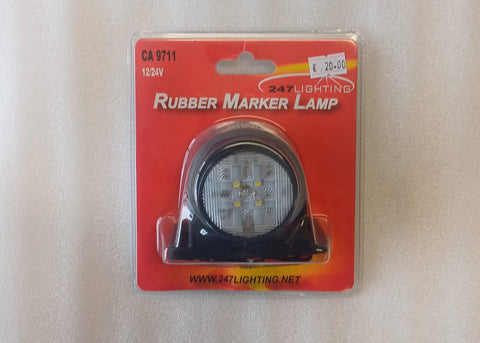 CA 9711
12/24V
€ 20.00
247LIGHTING
RUBBER MARKER LAMP
WWW.247LIGHTING.NET